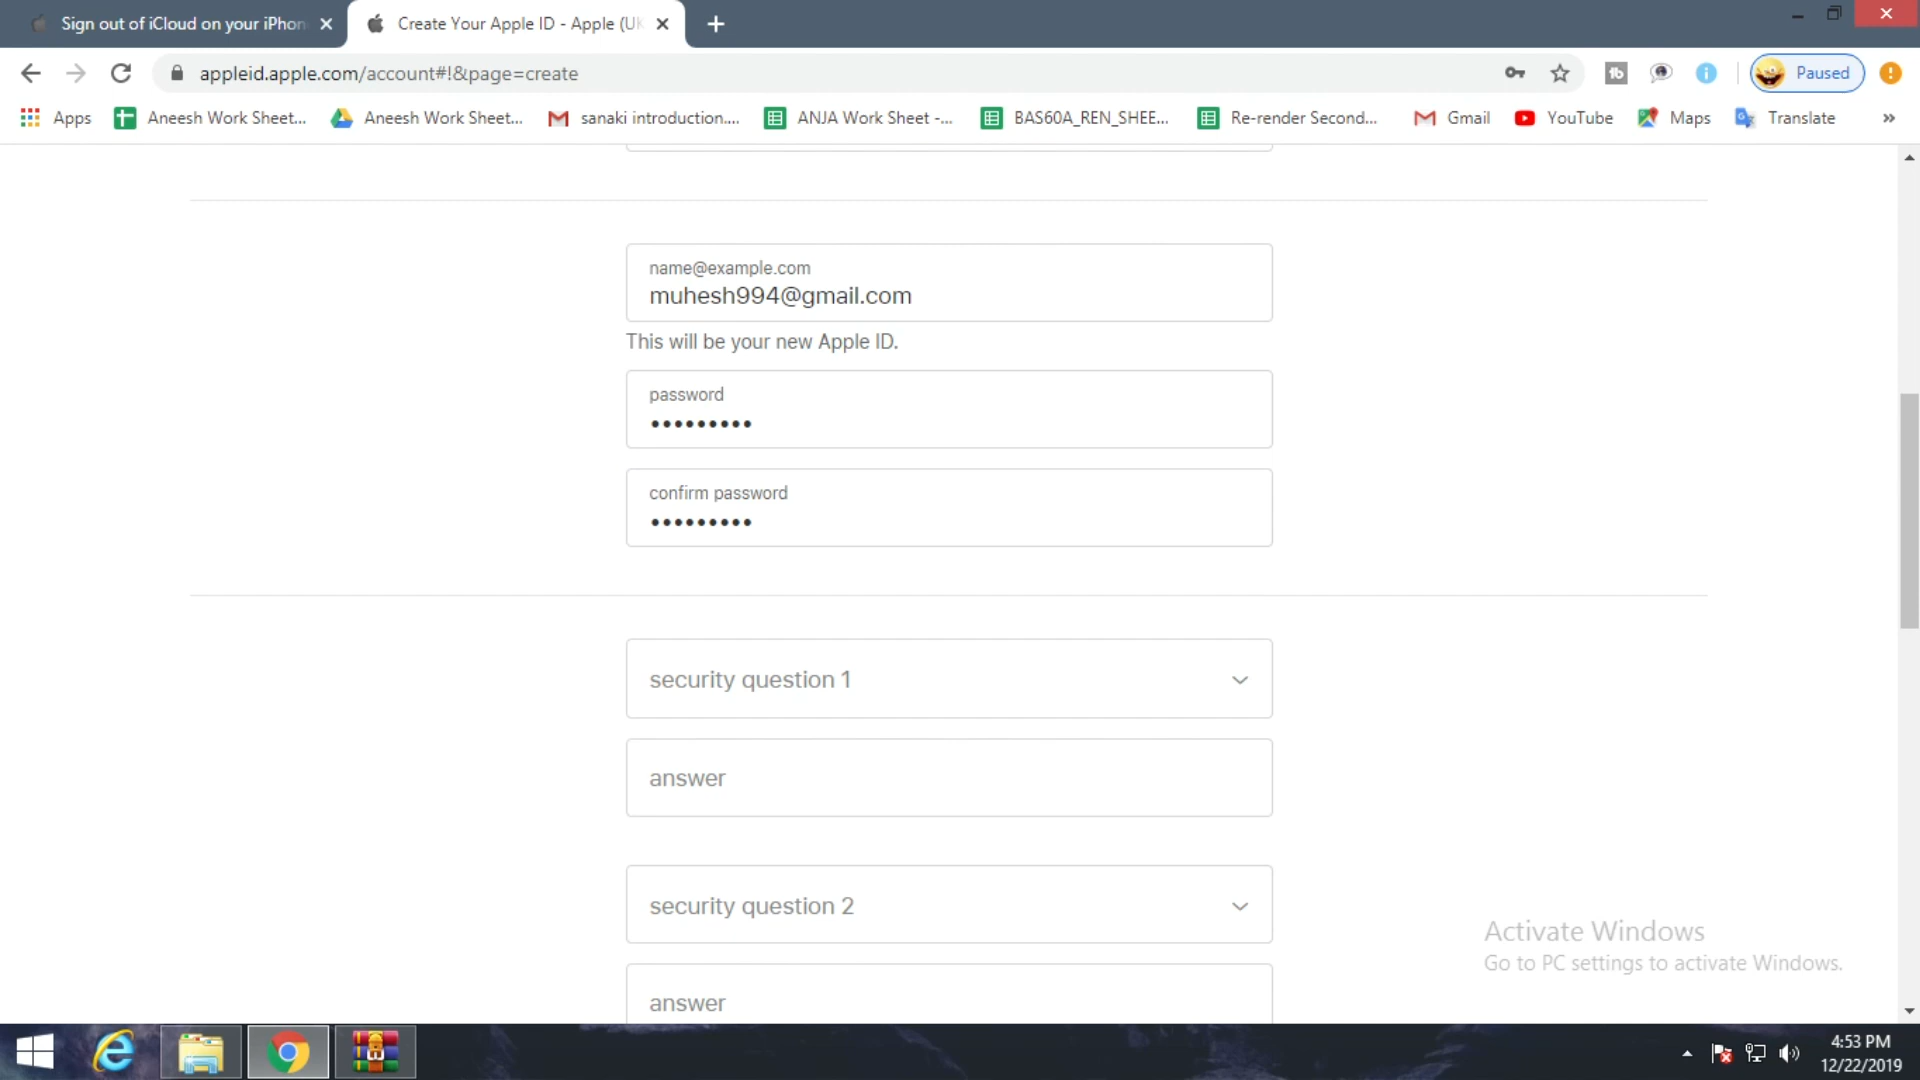 Sign out of iCloud on your iPhon
Create Your Apple ID - Apple (UK
appleid.apple.com/account#!&page=create
Paused
Apps
Aneesh Work Sheet...
Aneesh Work Sheet...
sanaki introduction....
ANJA Work Sheet -...
BAS60A_REN_SHEE...
Re-render Second...
Gmail
YouTube
Maps
Translate
name@example.com
muhesh994@gmail.com
This will be your new Apple ID.
password
•••••••••
confirm password
•••••••••
security question 1
answer
security question 2
answer
Activate Windows
Go to PC settings to activate Windows.
4:53 PM
12/22/2019